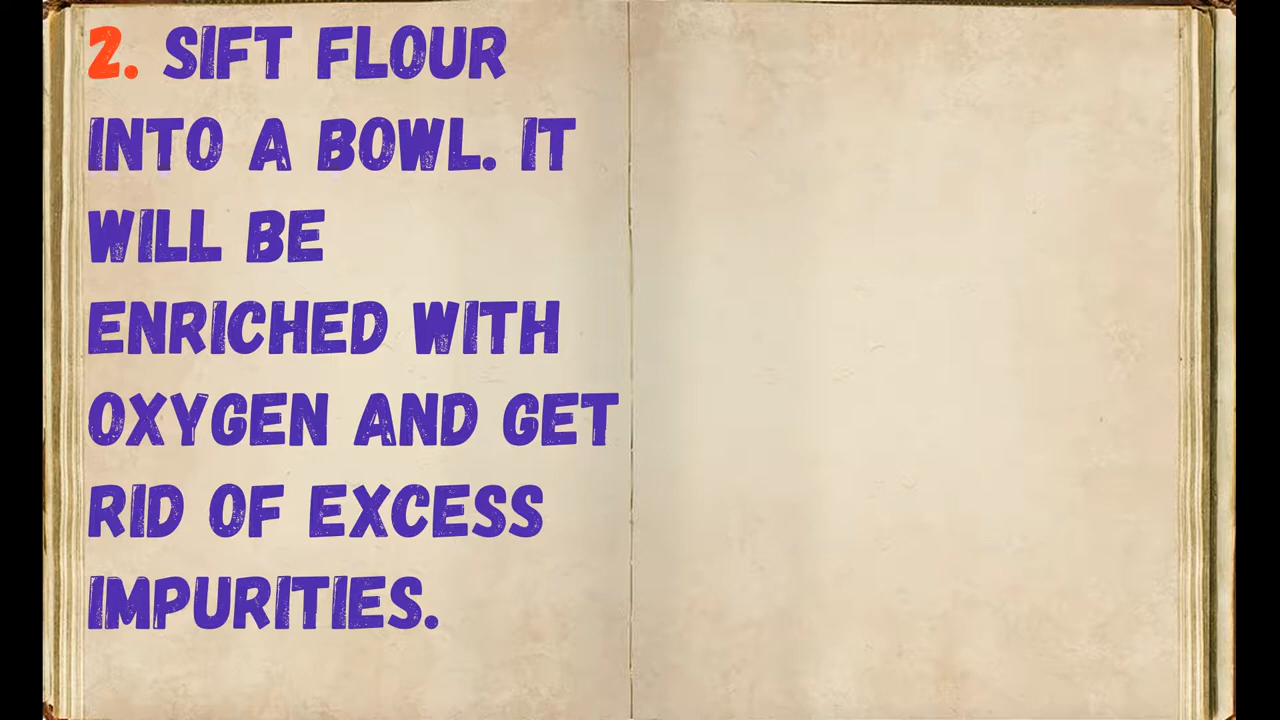 2. SIFT FLOUR
INTO A BOWL. IT
WILL BE
ENRICHED WITH
OXYGEN AND GET
RID OF EXCESS
IMPURITIES.